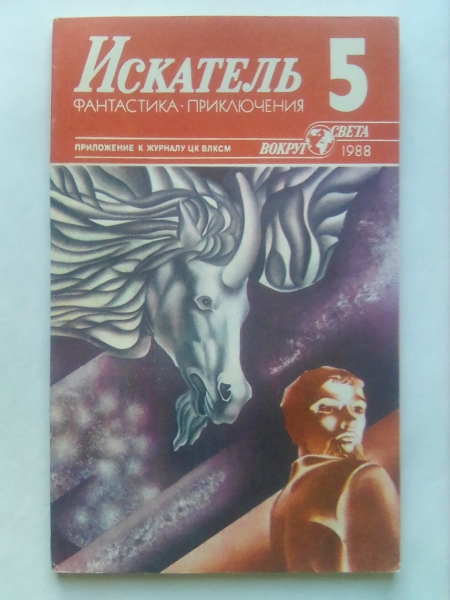 ИСКАТЕЛЬ 5
ФАНТАСТИКА · ПРИКЛЮЧЕНИЯ
ПРИЛОЖЕНИЕ К ЖУРНАЛУ ЦК ВЛКСМ ВОКРУГ СВЕТА 1988